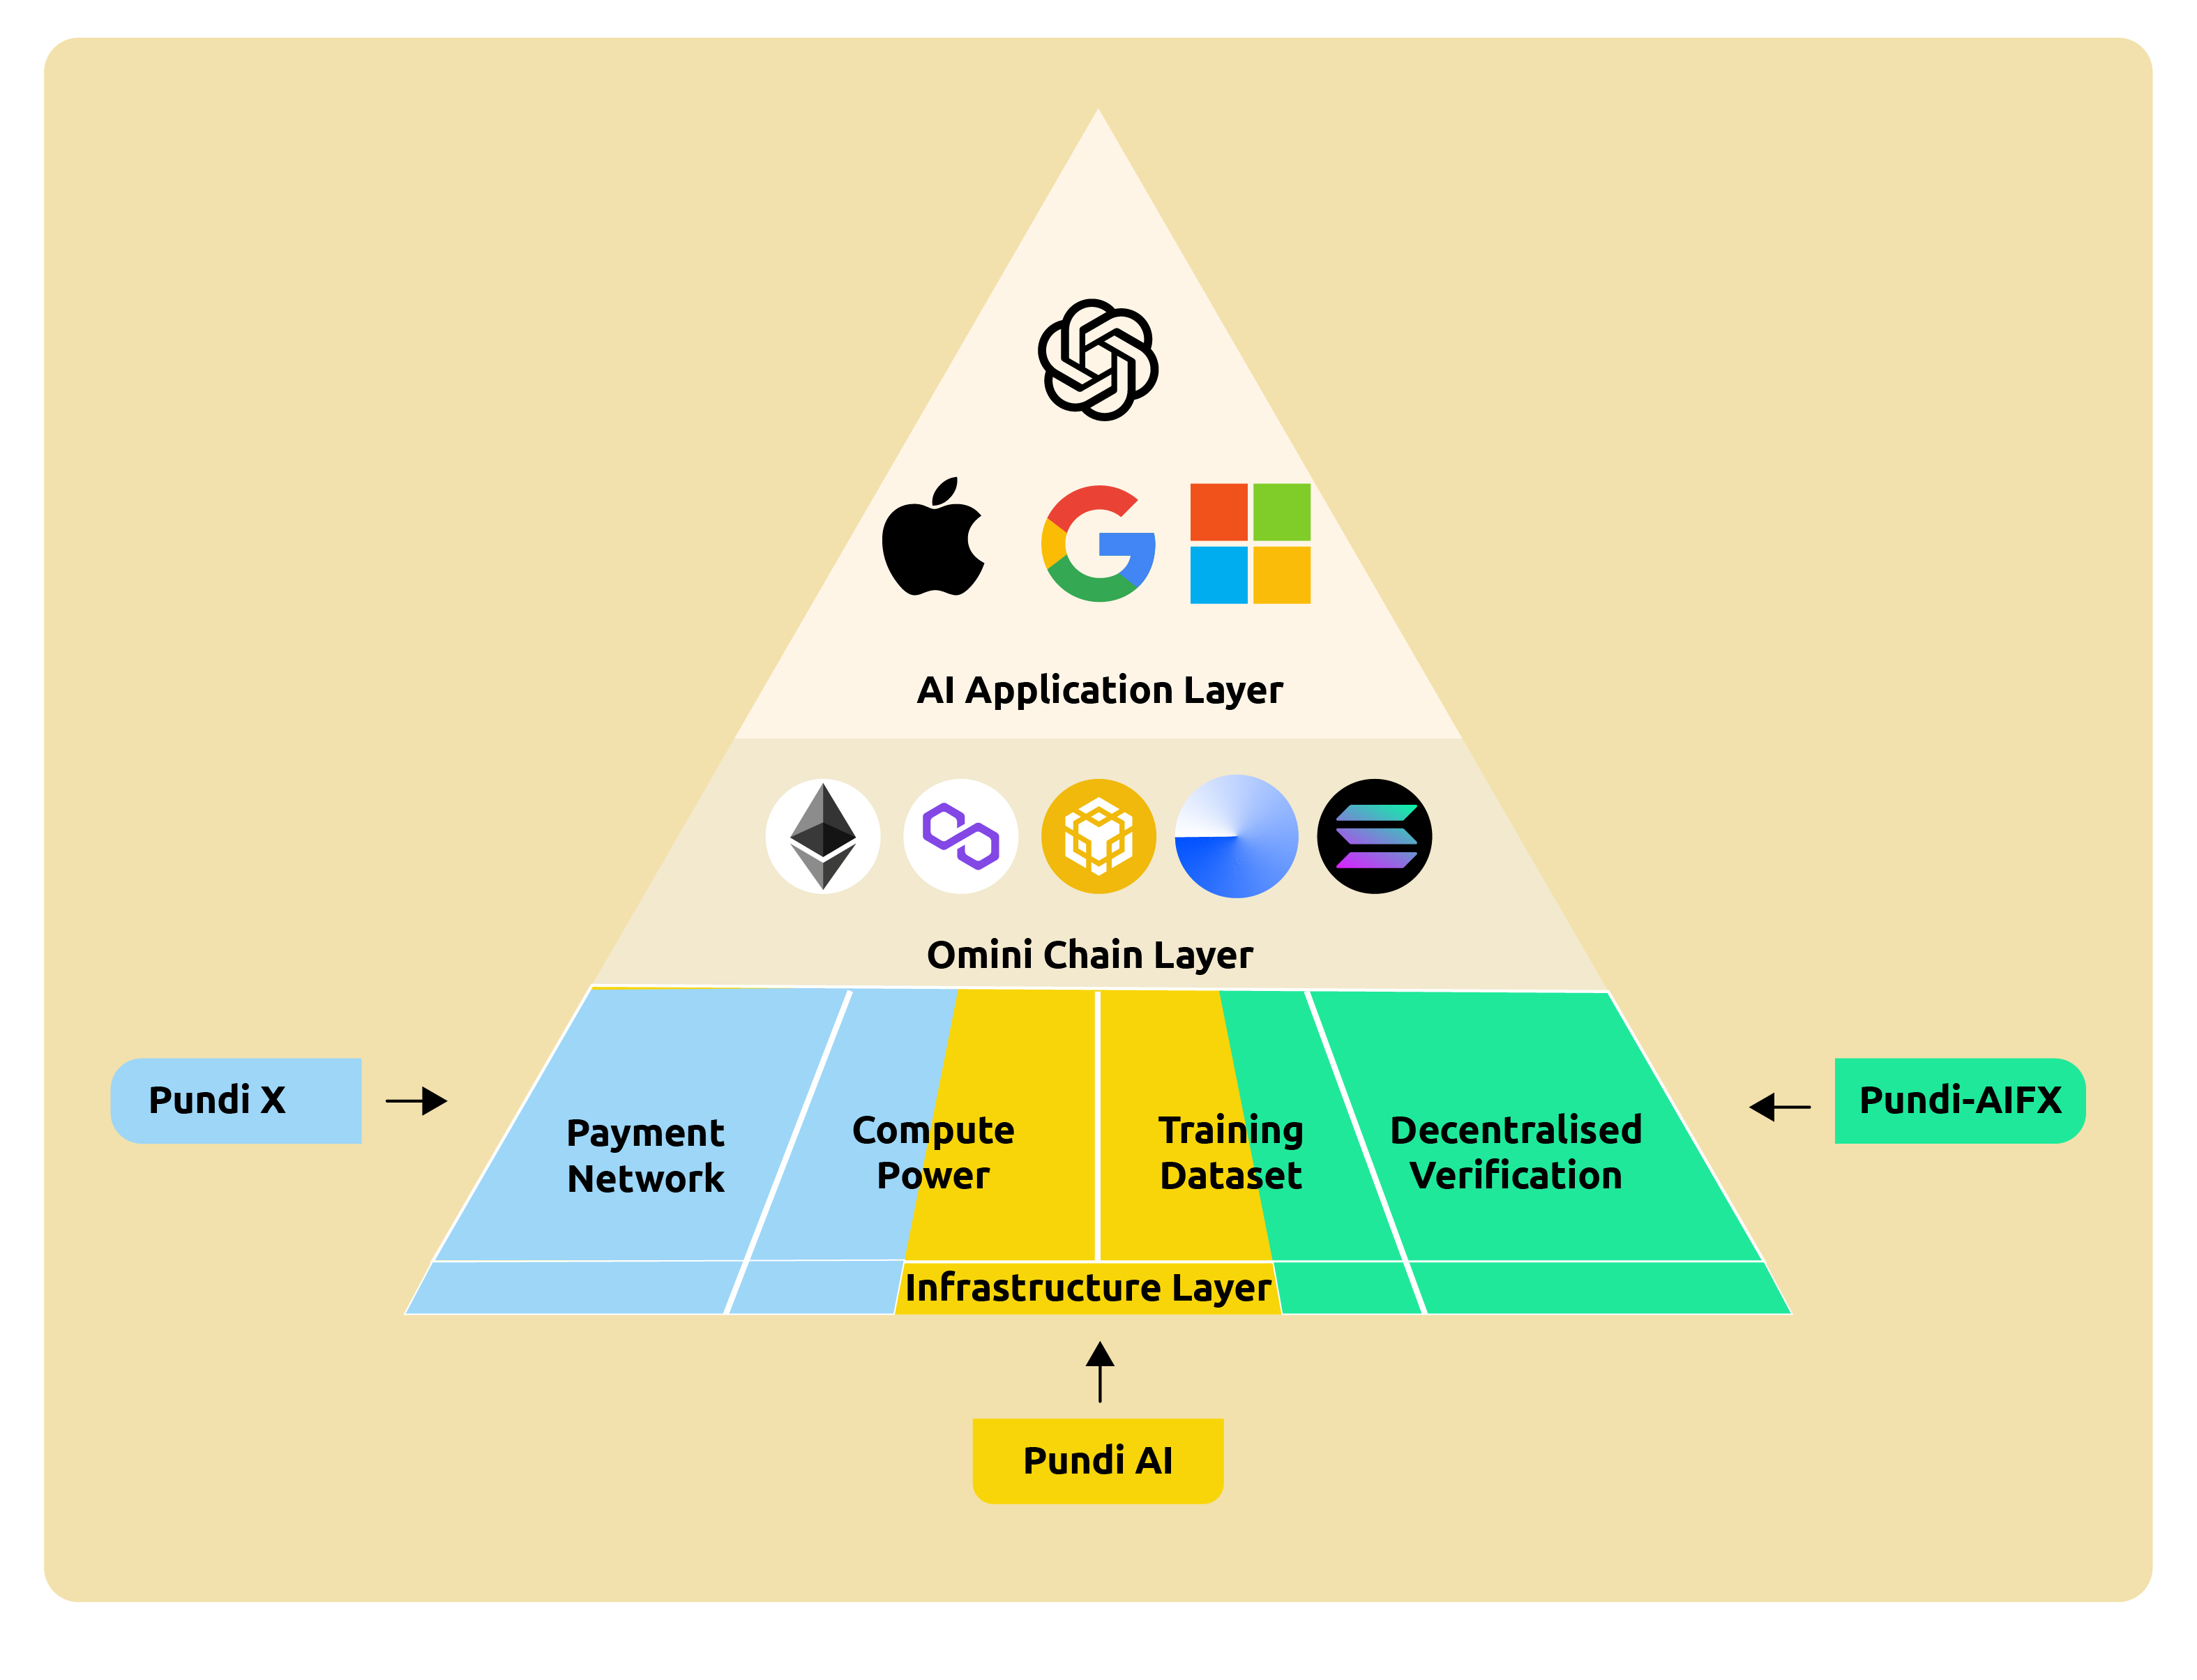 AI Application Layer
Omini Chain Layer
Pundi X
Payment
Network
Compute
Power
Training
Dataset
Decentralised
Verification
Pundi-AIFX
Infrastructure Layer
Pundi AI